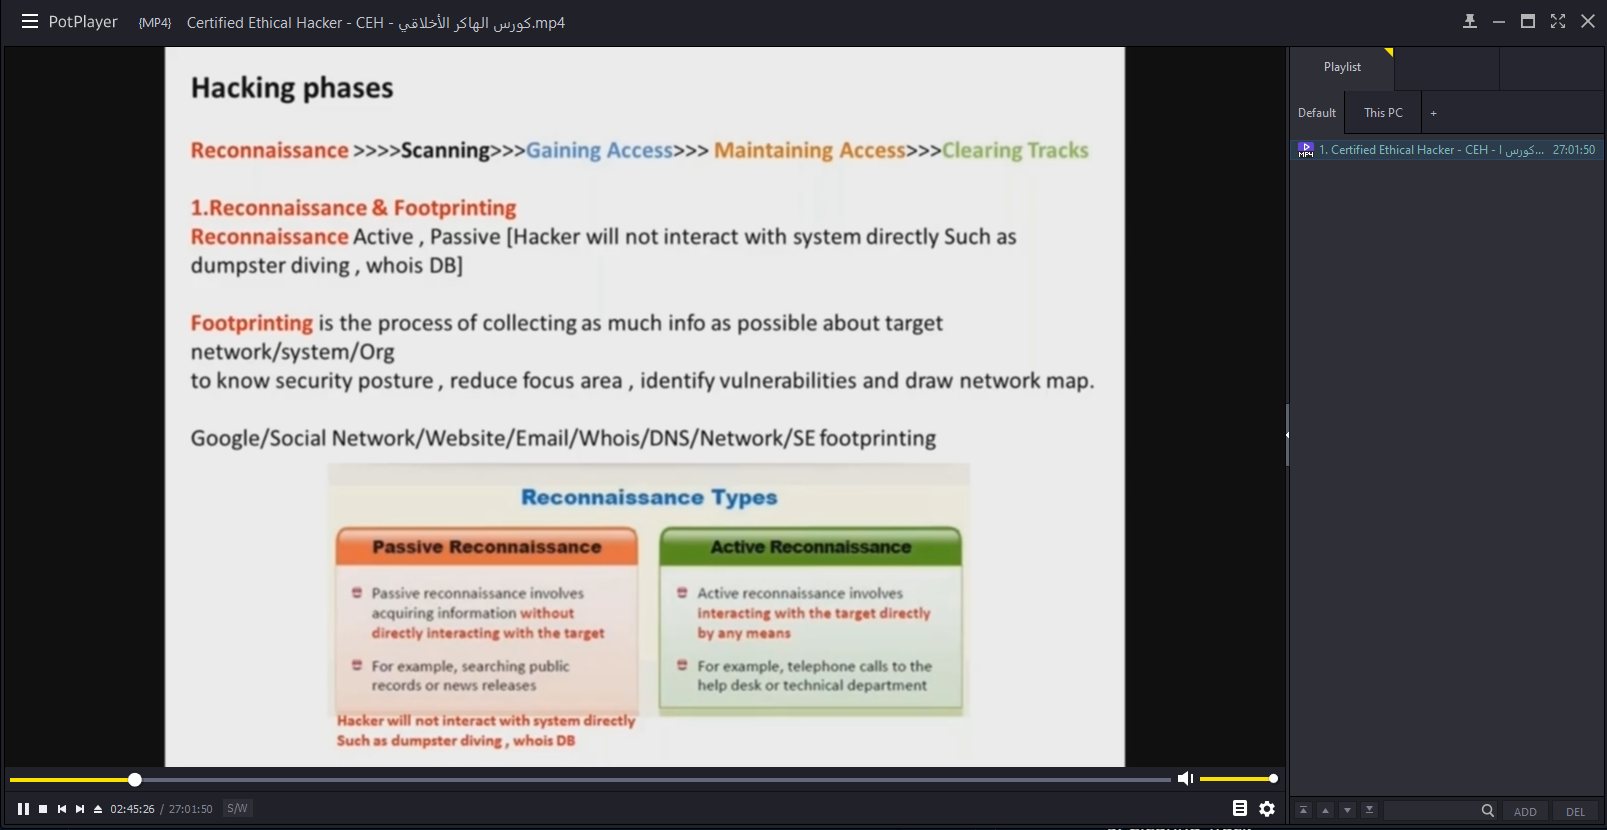 PotPlayer {MP4} Certified Ethical Hacker - CEH - كورس الهاكر الأخلاقي.mp4
Hacking phases
Reconnaissance >>>>Scanning>>>Gaining Access>>> Maintaining Access>>>Clearing Tracks
1.Reconnaissance & Footprinting
Reconnaissance Active , Passive [Hacker will not interact with system directly Such as
dumpster diving , whois DB]
Footprinting is the process of collecting as much info as possible about target
network/system/Org
to know security posture , reduce focus area , identify vulnerabilities and draw network map.
Google/Social Network/Website/Email/Whois/DNS/Network/SE footprinting
Reconnaissance Types
Passive Reconnaissance
Passive reconnaissance involves
acquiring information without
directly interacting with the target
For example, searching public
records or news releases
Hacker will not interact with system directly
Such as dumpster diving , whois DB
Active Reconnaissance
Active reconnaissance involves
interacting with the target directly
by any means
For example, telephone calls to the
help desk or technical department
Playlist
Default This PC +
MP4 1. Certified Ethical Hacker - CEH - كورس ا... 27:01:50
02:45:26 / 27:01:50 S/W
ADD DEL